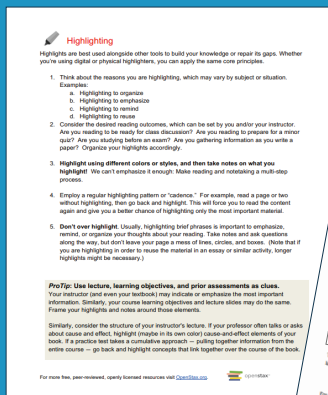 Highlighting
Highlights are best used alongside other tools to build your knowledge or repair its gaps. Whether
you're using digital or physical highlighters, you can apply the same core principles.
1. Think about the reasons you are highlighting, which may vary by subject or situation.
Examples:
a. Highlighting to organize
b. Highlighting to emphasize
c. Highlighting to remind
d. Highlighting to reuse
2. Consider the desired reading outcomes, which can be set by you and/or your instructor.
Are you reading to be ready for class discussion? Are you reading to prepare for a minor
quiz? Are you studying before an exam? Are you gathering information as you write a
paper? Organize your highlights accordingly.
3. Highlight using different colors or styles, and then take notes on what you
highlight! We can't emphasize it enough: Make reading and notetaking a multi-step
process.
4. Employ a regular highlighting pattern or "cadence." For example, read a page or two
without highlighting, then go back and highlight. This will force you to read the content
again and give you a better chance of highlighting only the most important material.
5. Don't over highlight. Usually, highlighting brief phrases is important to emphasize,
remind, or organize your thoughts about your reading. Take notes and ask questions
along the way, but don't leave your page a mess of lines, circles, and boxes. (Note that if
you are highlighting in order to reuse the material in an essay or similar activity, longer
highlights might be necessary.)
ProTip: Use lecture, learning objectives, and prior assessments as clues.
Your instructor (and even your textbook) may indicate or emphasize the most important
information. Similarly, your course learning objectives and lecture slides may do the same.
Frame your highlights and notes around those elements.
Similarly, consider the structure of your instructor's lecture. If your professor often talks or asks
about cause and effect, highlight (maybe in its own color) cause-and-effect elements of your
book. If a practice test takes a cumulative approach — pulling together information from the
entire course — go back and highlight concepts that link together over the course of the book.
For more free, peer-reviewed, openly licensed resources visit OpenStax.org.
openstax